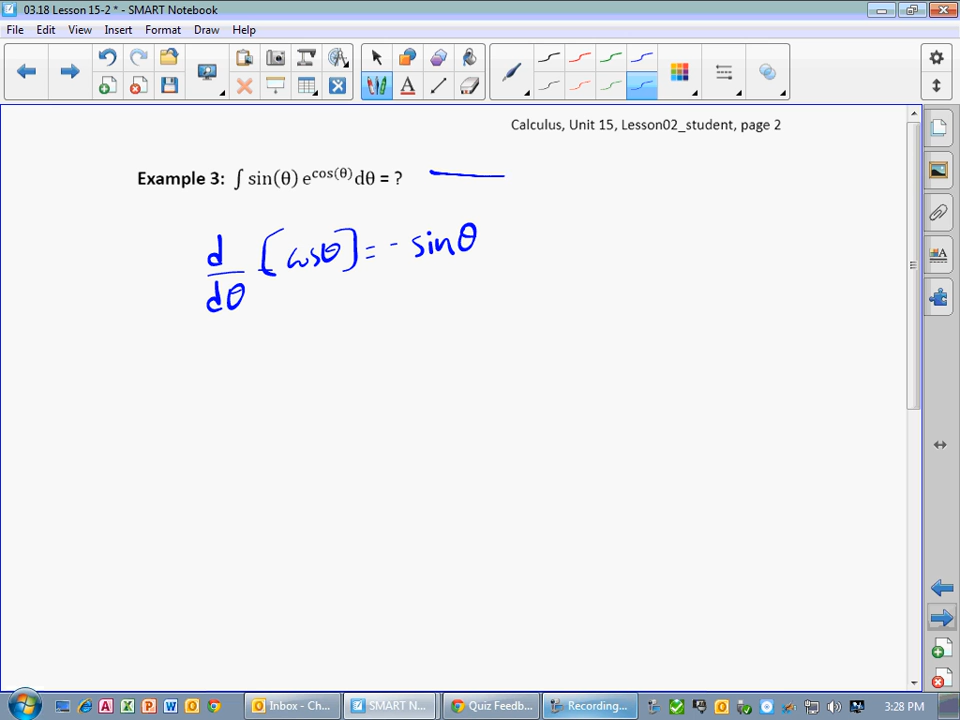 03.18 Lesson 15-2 * - SMART Notebook
File Edit View Insert Format Draw Help
Calculus, Unit 15, Lesson02_student, page 2
Example 3: ∫ sin(θ) e^cos(θ) dθ = ?
d/dθ [cosθ] = - sinθ
Inbox - Ch...
SMART N...
Quiz Feedb...
Recording...
3:28 PM